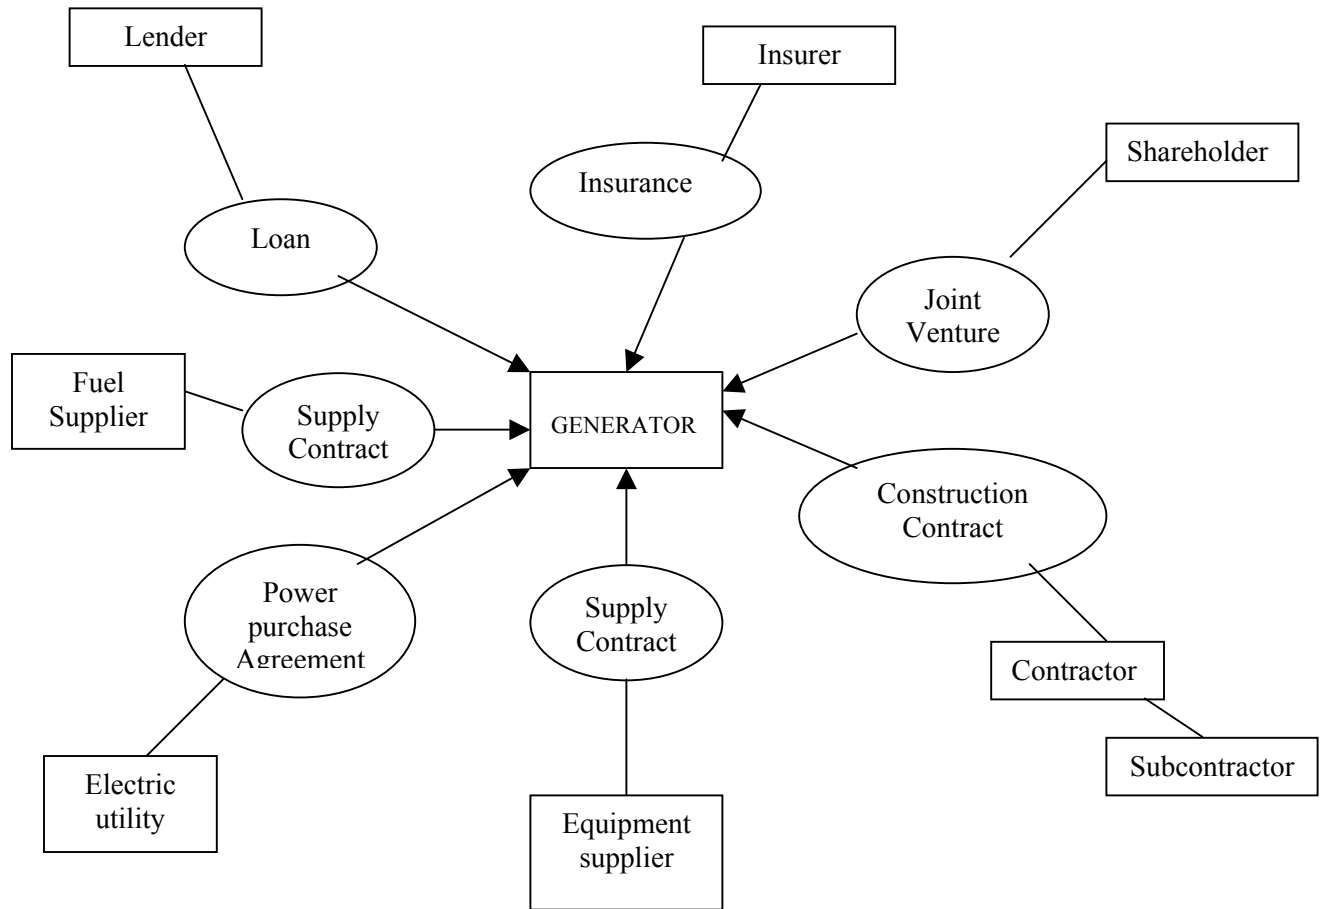 Lender
Insurer
Shareholder
Insurance
Loan
Joint
Venture
Fuel
Supplier
Supply
Contract
GENERATOR
Construction
Contract
Power
purchase
Agreement
Supply
Contract
Contractor
Subcontractor
Electric
utility
Equipment
supplier